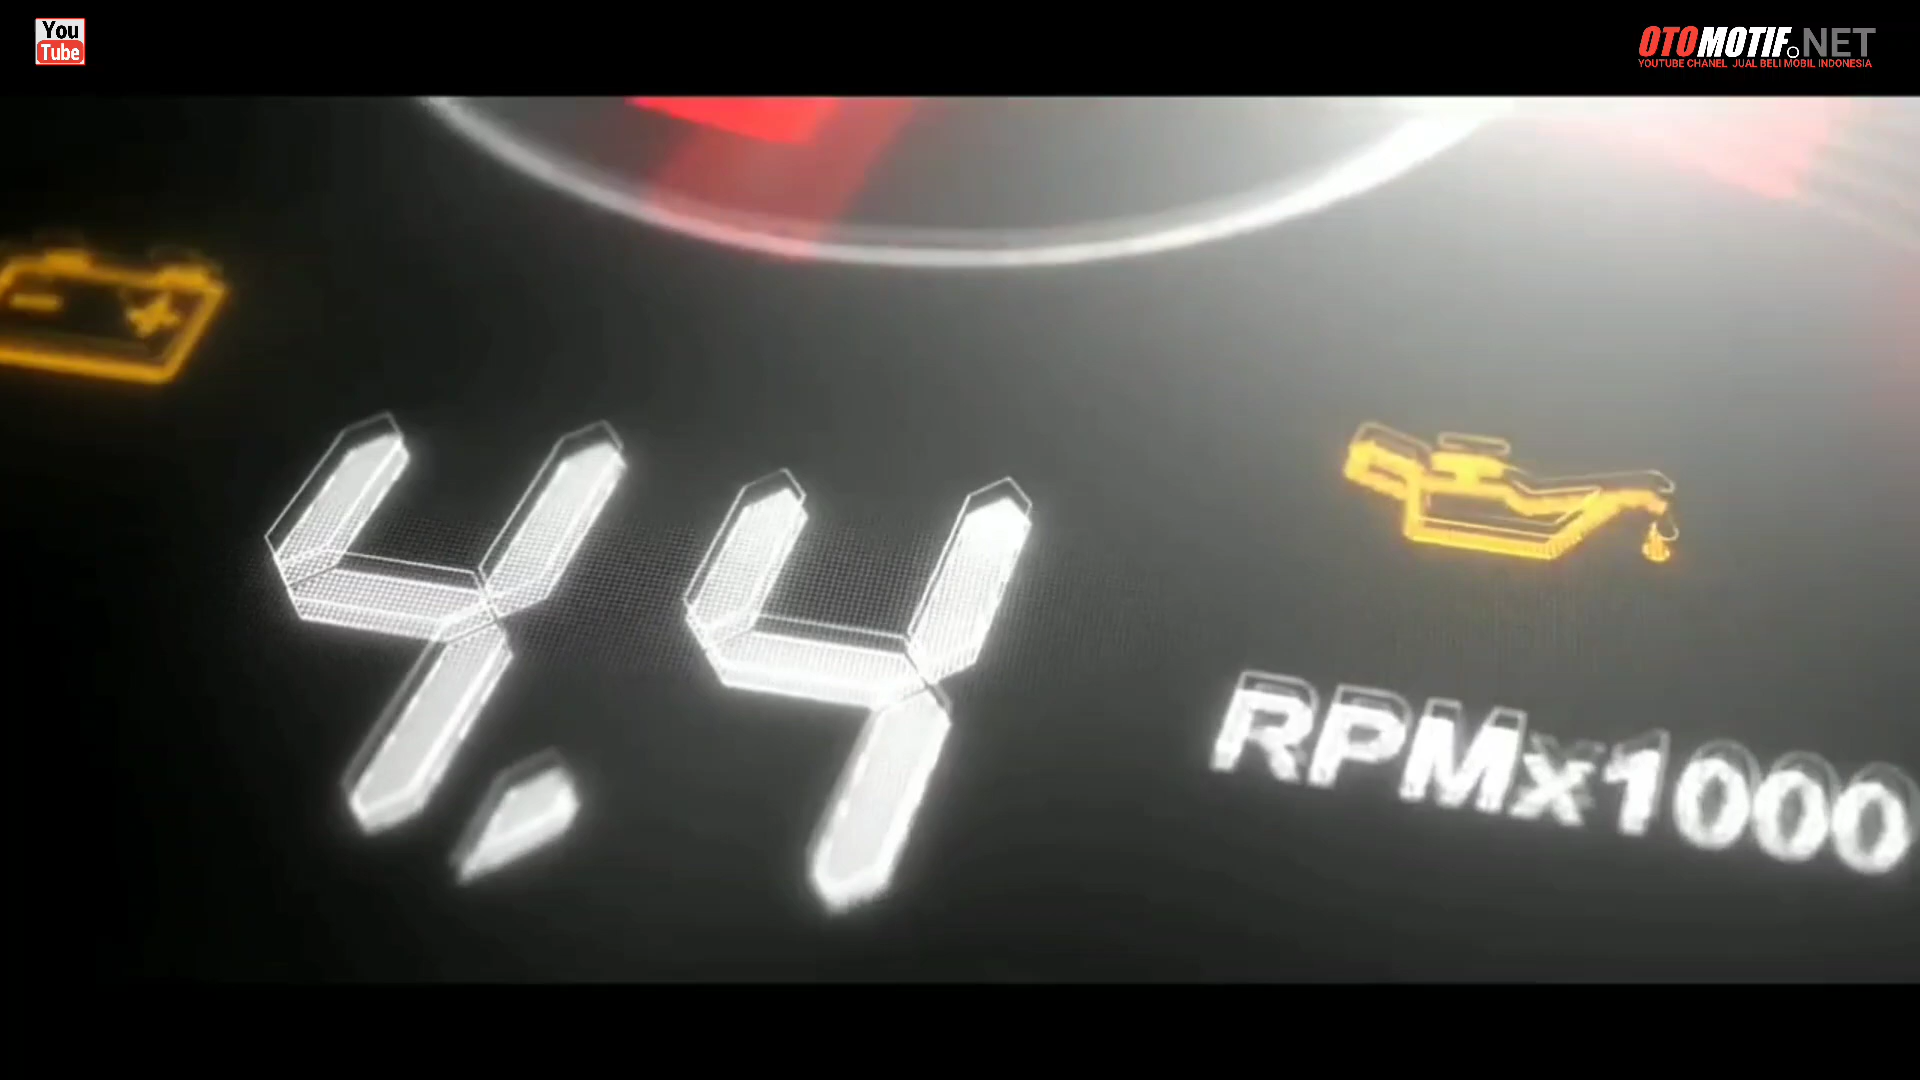 You
Tube
OTOMOTIF.NET
YOUTUBE CHANEL JUAL BELI MOBIL INDONESIA
4.4
RPMx1000